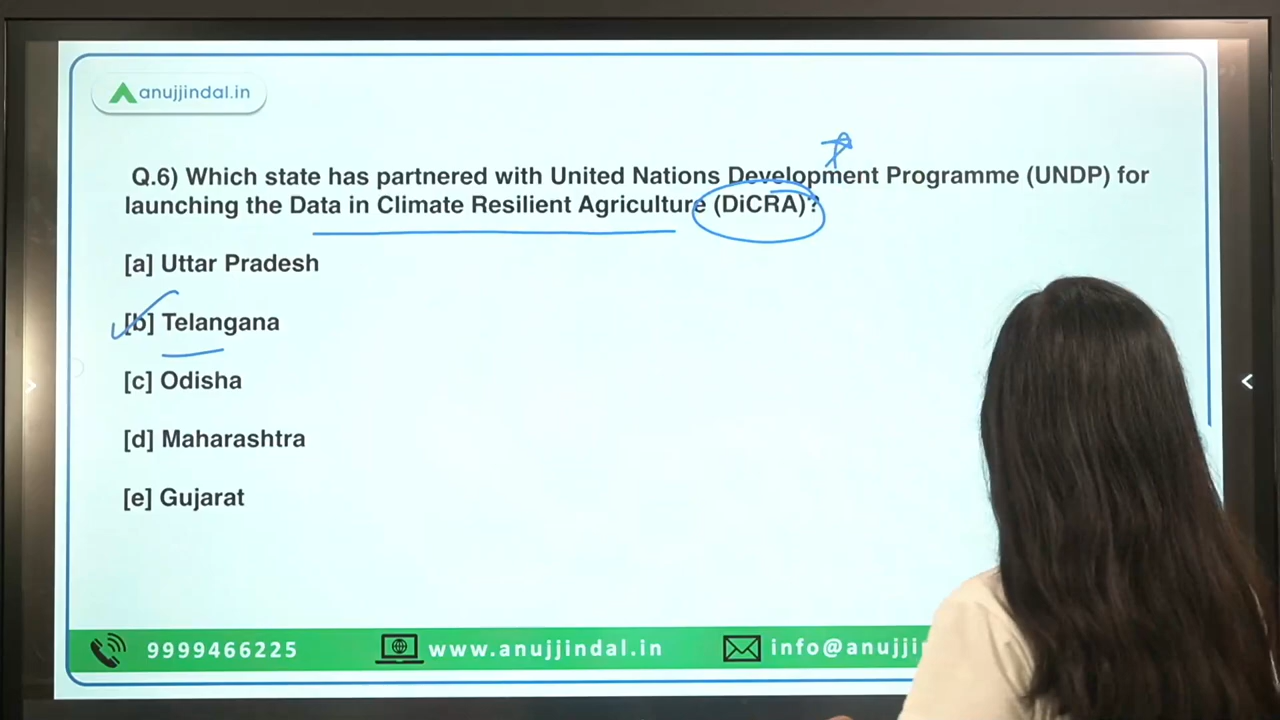 anujjindal.in
Q.6) Which state has partnered with United Nations Development Programme (UNDP) for
launching the Data in Climate Resilient Agriculture (DiCRA)?
[a] Uttar Pradesh
[b] Telangana
[c] Odisha
[d] Maharashtra
[e] Gujarat
9999466225 www.anujjindal.in info@anujji